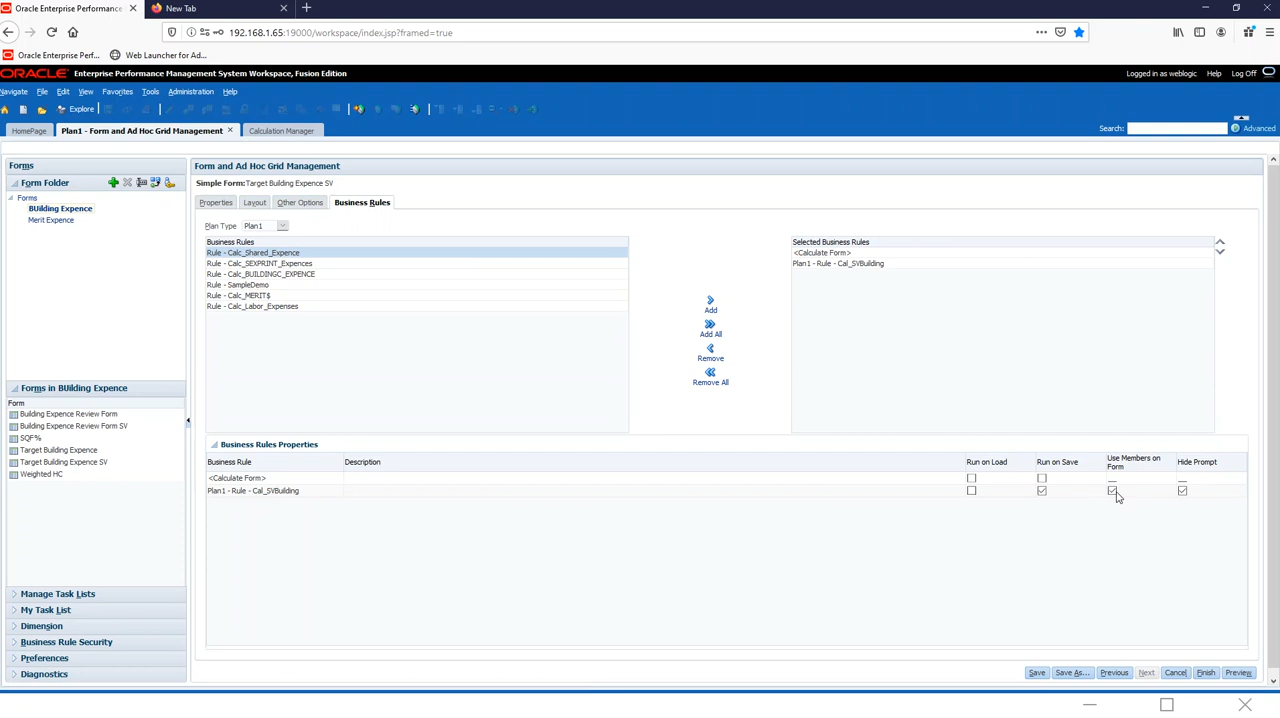 Oracle Enterprise Performance
New Tab
192.168.1.65:19000/workspace/index.jsp?framed=true
Oracle Enterprise Perf...
Web Launcher for Ad...
ORACLE Enterprise Performance Management System Workspace, Fusion Edition
Logged in as weblogic Help Log Off
Navigate File Edit View Favorites Tools Administration Help
Explore
HomePage Plan1 - Form and Ad Hoc Grid Management Calculation Manager
Search: Advanced
Forms
Form Folder
Forms
BUilding Expence
Merit Expence
Forms in BUilding Expence
Form
Building Expence Review Form
Building Expence Review Form SV
SQF%
Target Building Expence
Target Building Expence SV
Weighted HC
Manage Task Lists
My Task List
Dimension
Business Rule Security
Preferences
Diagnostics
Form and Ad Hoc Grid Management
Simple Form:Target Building Expence SV
Properties Layout Other Options Business Rules
Plan Type Plan1
Business Rules
Rule - Calc_Shared_Expence
Rule - Calc_SEXPRINT_Expences
Rule - Calc_BUILDINGC_EXPENCE
Rule - SampleDemo
Rule - Calc_MERIT$
Rule - Calc_Labor_Expenses
Add
Add All
Remove
Remove All
Selected Business Rules
<Calculate Form>
Plan1 - Rule - Cal_SVBuilding
Business Rules Properties
Business Rule Description Run on Load Run on Save Use Members on Form Hide Prompt
<Calculate Form>
Plan1 - Rule - Cal_SVBuilding
Save Save As... Previous Next Cancel Finish Preview